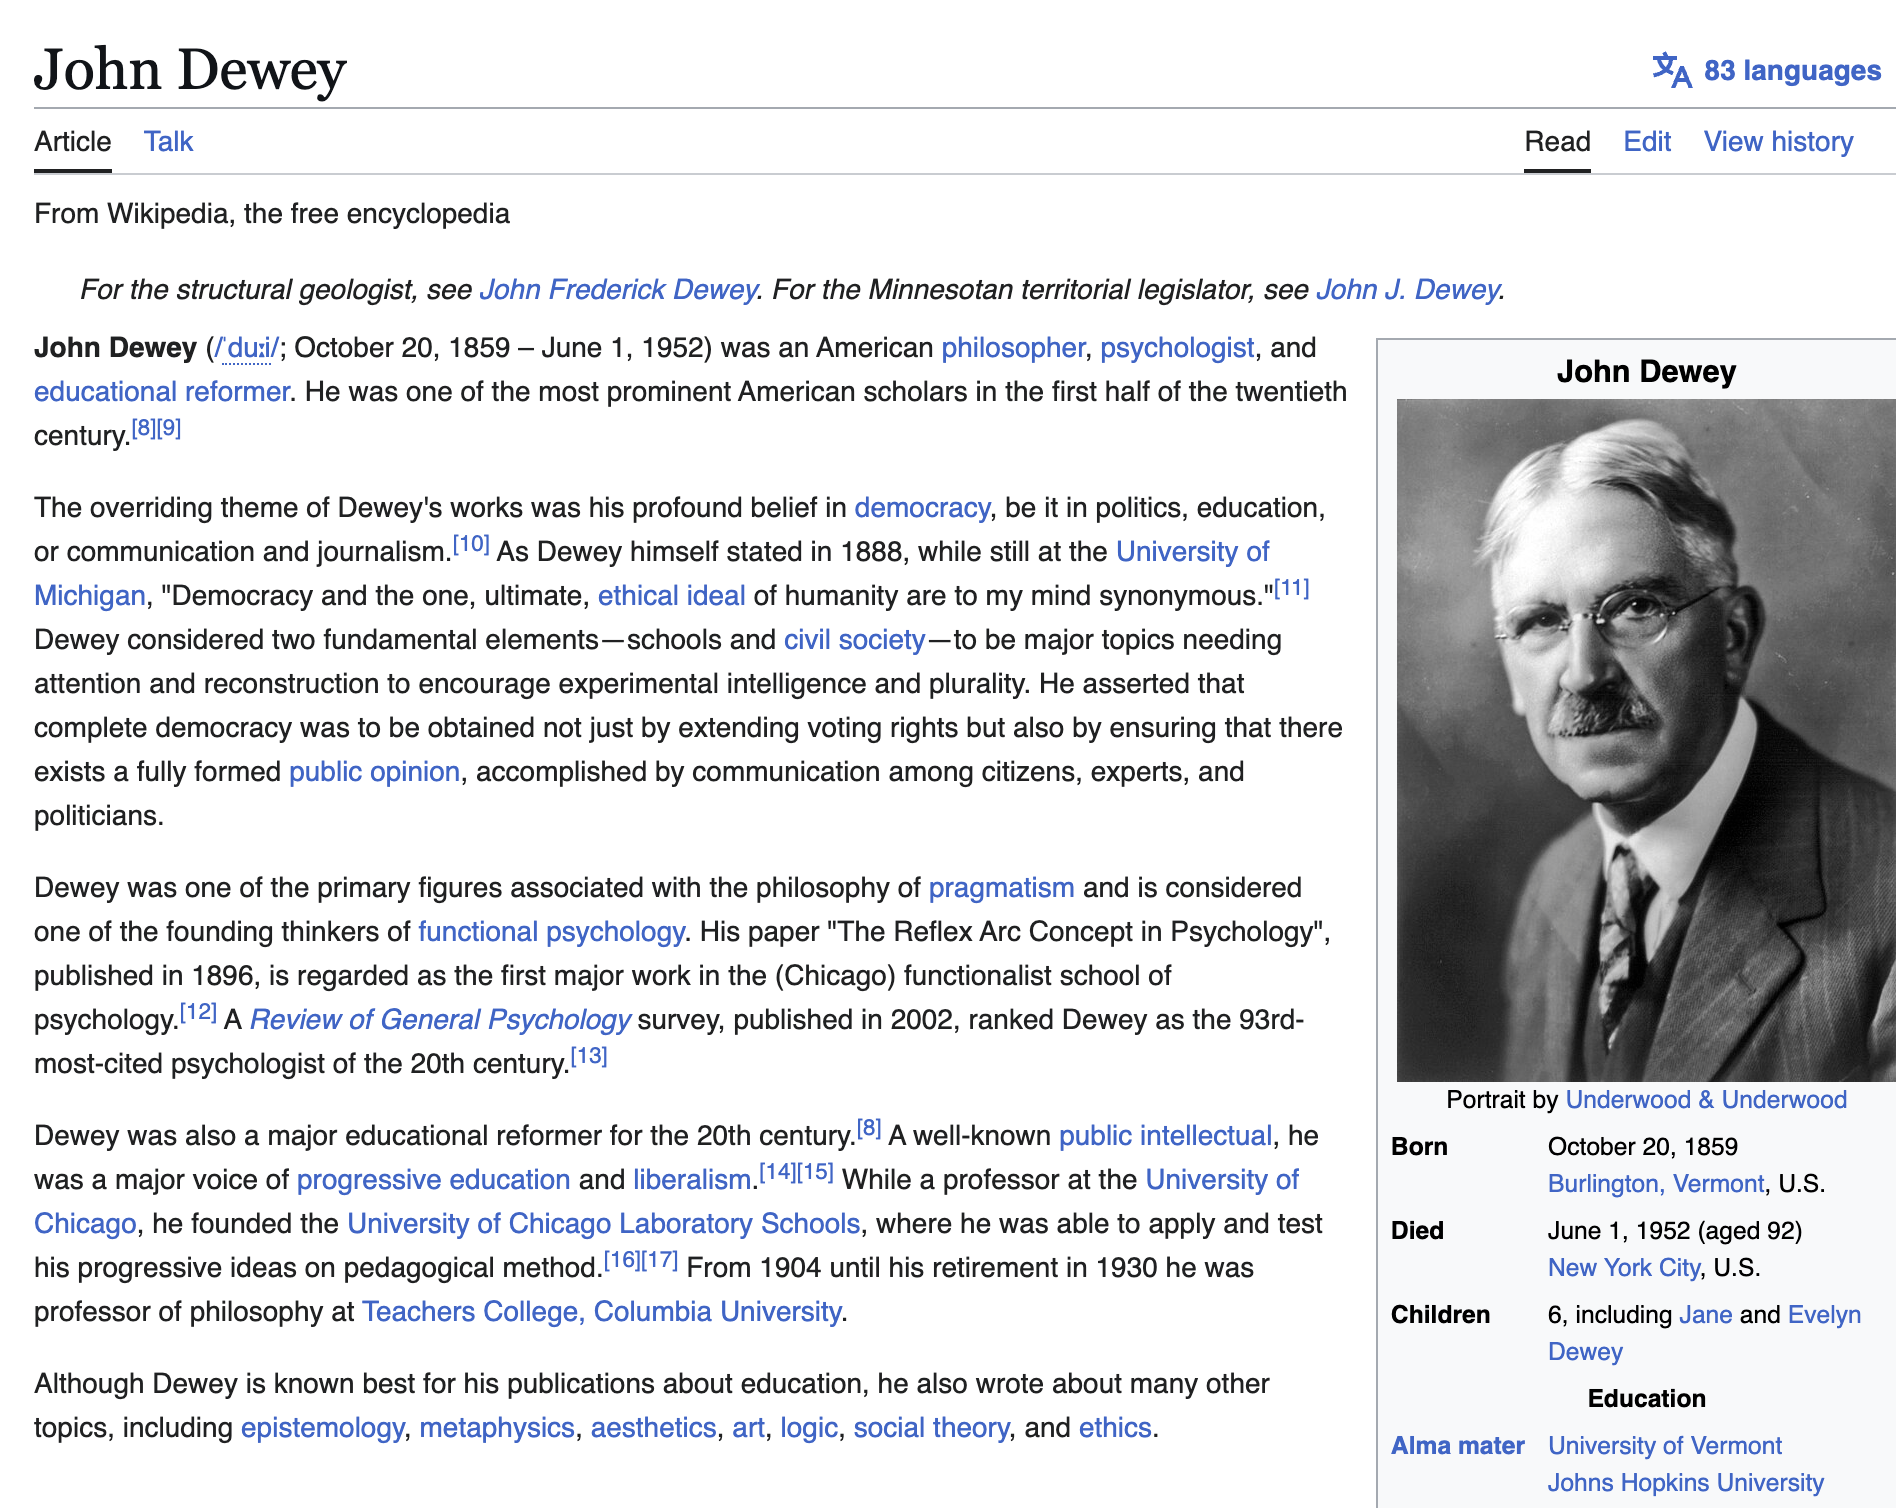 John Dewey
83 languages
Article Talk
Read Edit View history
From Wikipedia, the free encyclopedia
For the structural geologist, see John Frederick Dewey. For the Minnesotan territorial legislator, see John J. Dewey.
John Dewey (/ˈduːi/; October 20, 1859 – June 1, 1952) was an American philosopher, psychologist, and
educational reformer. He was one of the most prominent American scholars in the first half of the twentieth
century.[8][9]
The overriding theme of Dewey's works was his profound belief in democracy, be it in politics, education,
or communication and journalism.[10] As Dewey himself stated in 1888, while still at the University of
Michigan, "Democracy and the one, ultimate, ethical ideal of humanity are to my mind synonymous."[11]
Dewey considered two fundamental elements—schools and civil society—to be major topics needing
attention and reconstruction to encourage experimental intelligence and plurality. He asserted that
complete democracy was to be obtained not just by extending voting rights but also by ensuring that there
exists a fully formed public opinion, accomplished by communication among citizens, experts, and
politicians.
Dewey was one of the primary figures associated with the philosophy of pragmatism and is considered
one of the founding thinkers of functional psychology. His paper "The Reflex Arc Concept in Psychology",
published in 1896, is regarded as the first major work in the (Chicago) functionalist school of
psychology.[12] A Review of General Psychology survey, published in 2002, ranked Dewey as the 93rd-
most-cited psychologist of the 20th century.[13]
Dewey was also a major educational reformer for the 20th century.[8] A well-known public intellectual, he
was a major voice of progressive education and liberalism.[14][15] While a professor at the University of
Chicago, he founded the University of Chicago Laboratory Schools, where he was able to apply and test
his progressive ideas on pedagogical method.[16][17] From 1904 until his retirement in 1930 he was
professor of philosophy at Teachers College, Columbia University.
Although Dewey is known best for his publications about education, he also wrote about many other
topics, including epistemology, metaphysics, aesthetics, art, logic, social theory, and ethics.
John Dewey
Portrait by Underwood & Underwood
Born October 20, 1859
Burlington, Vermont, U.S.
Died June 1, 1952 (aged 92)
New York City, U.S.
Children 6, including Jane and Evelyn
Dewey
Education
Alma mater University of Vermont
Johns Hopkins University